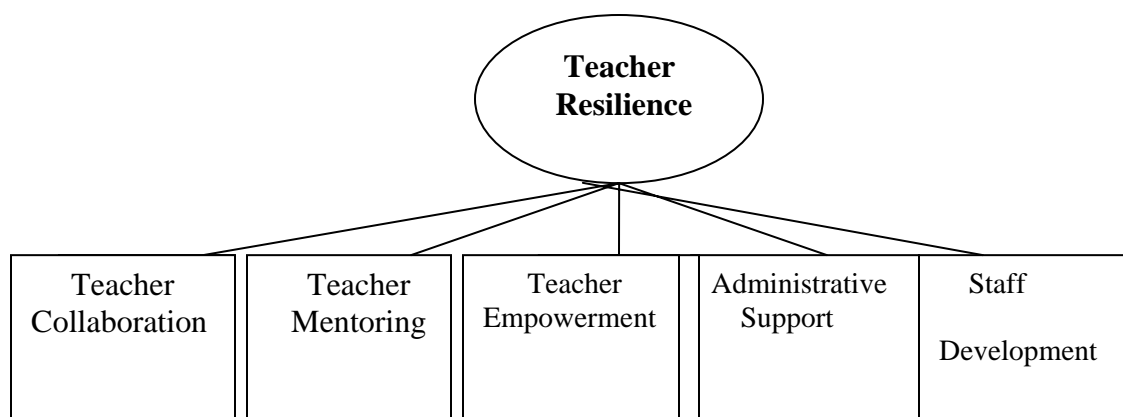 Teacher
Resilience
Teacher
Collaboration
Teacher
Mentoring
Teacher
Empowerment
Administrative
Support
Staff
Development